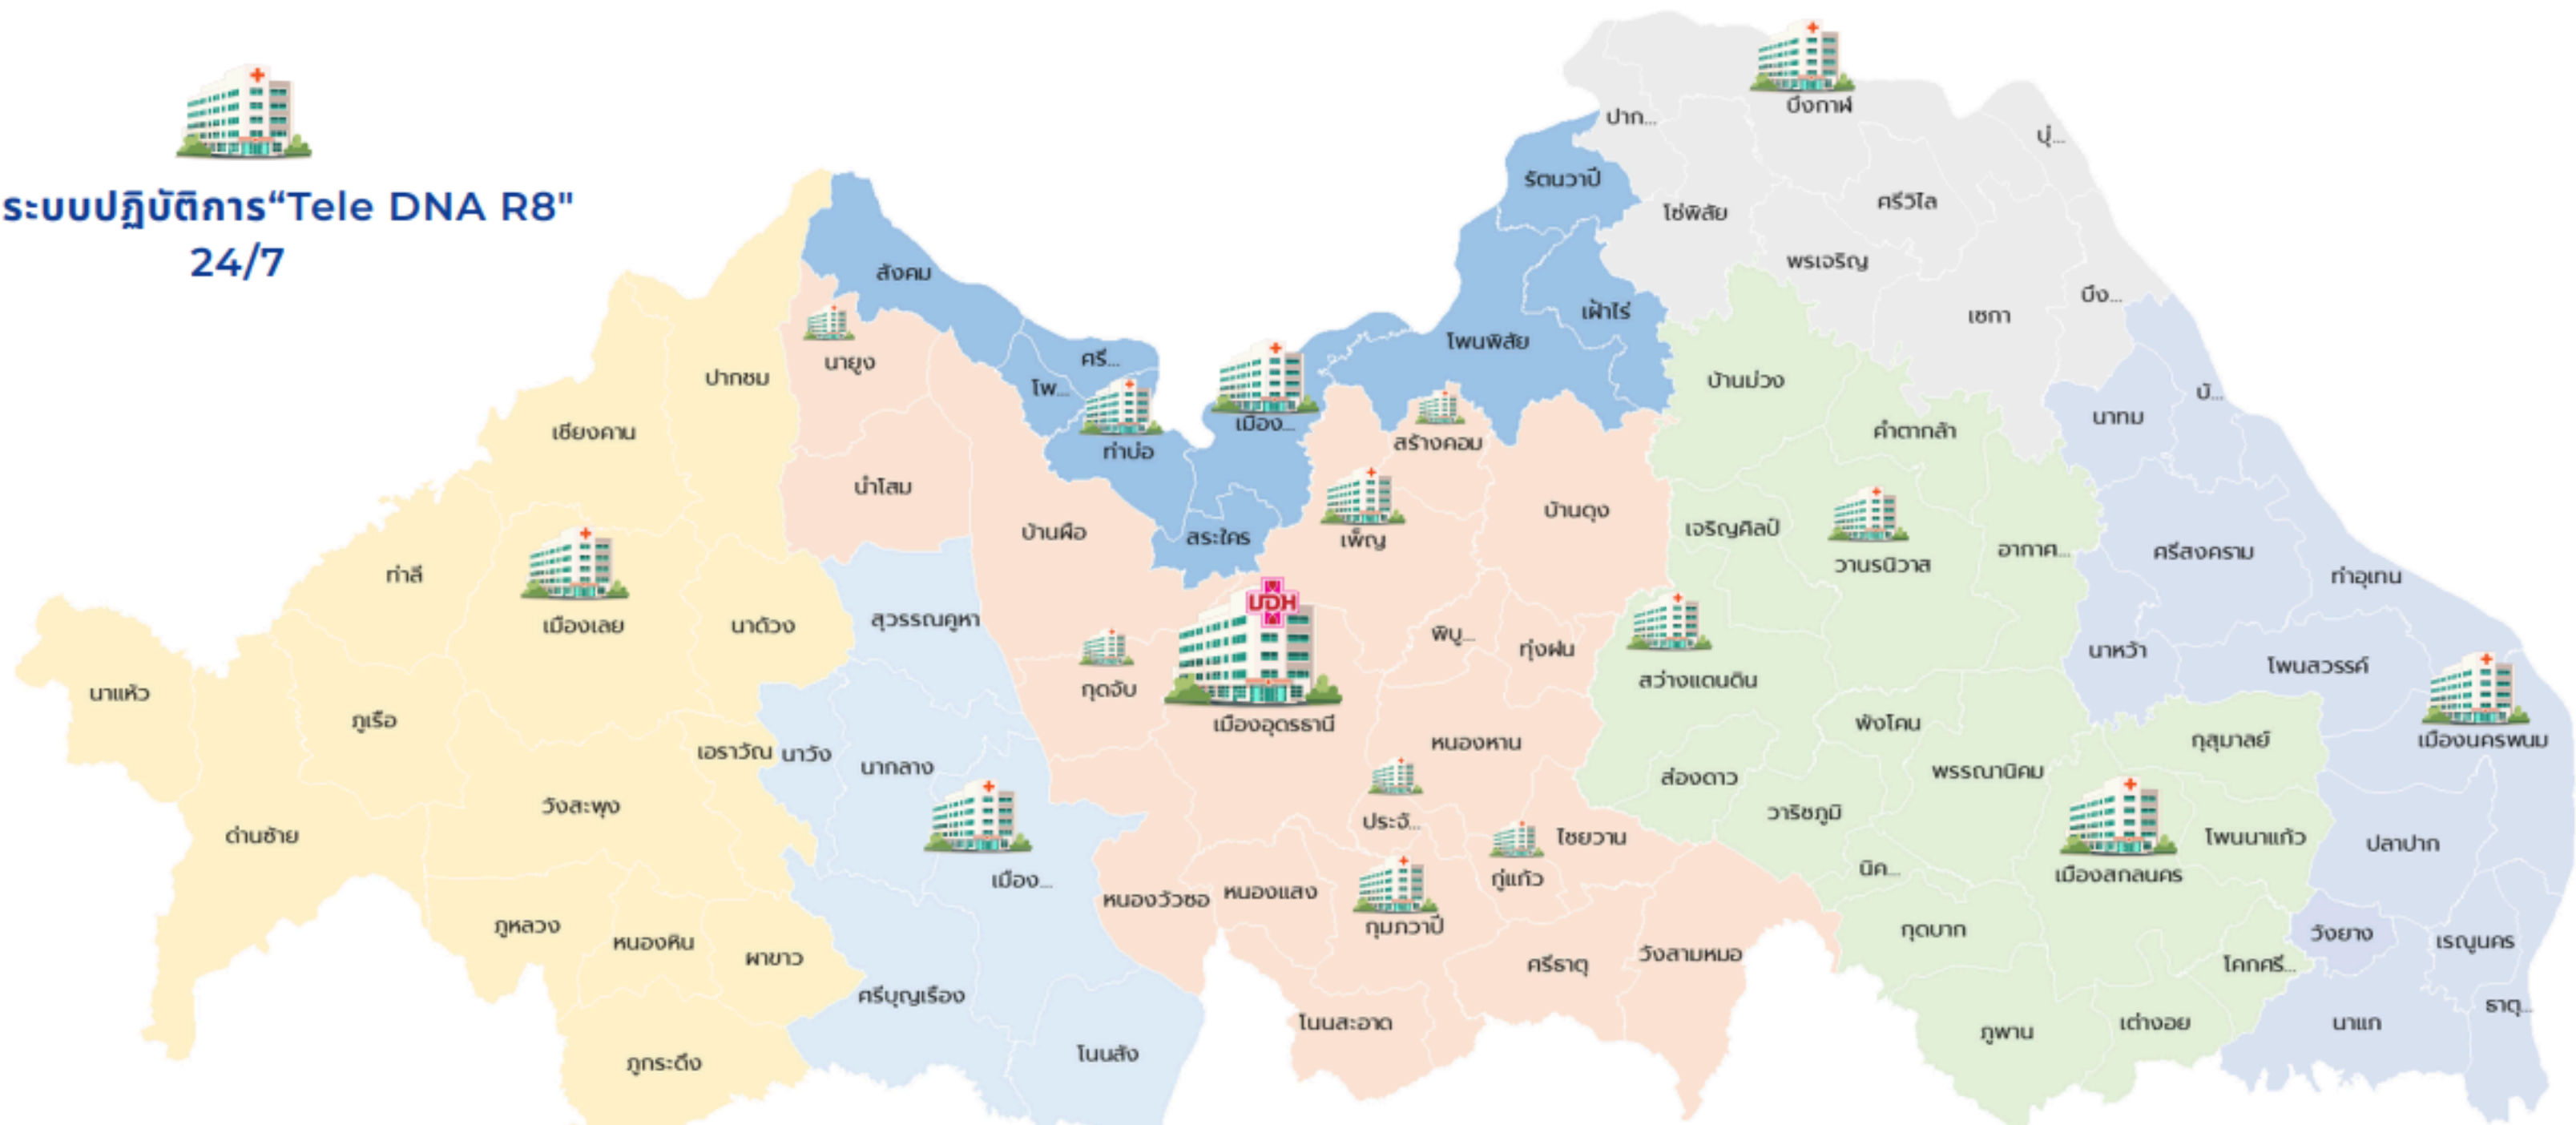 ระบบปฏิบัติการ“Tele DNA R8"
24/7
บึงกาฬ
ปาก...
บุ่...
รัตนวาปี
ศรีวิไล
โซ่พิสัย
พรเจริญ
สังคม
บึง...
เฝ้าไร่
เซกา
โพนพิสัย
ศรี...
นายูง
ปากชม
บ้านม่วง
โพ...
บ้...
นาทม
เมือง...
เชียงคาน
คำตากล้า
สร้างคอม
ท่าบ่อ
น้ำโสม
บ้านดุง
เจริญศิลป์
บ้านผือ
สระใคร
เพ็ญ
อากาศ...
ศรีสงคราม
วานรนิวาส
ท่าลี่
ท่าอุเทน
UDH
สุวรรณคูหา
เมืองเลย
นาด้วง
พิบู...
ทุ่งฝน
นาหว้า
โพนสวรรค์
สว่างแดนดิน
กุดจับ
นาแห้ว
ภูเรือ
เมืองอุดรธานี
พังโคน
กุสุมาลย์
เมืองนครพนม
หนองหาน
เอราวัณ
นาวัง
นากลาง
ส่องดาว
พรรณานิคม
วังสะพุง
วาริชภูมิ
ประจั...
ด่านซ้าย
ไชยวาน
โพนนาแก้ว
ปลาปาก
นิค...
เมืองสกลนคร
เมือง...
กู่แก้ว
หนองวัวซอ
หนองแสง
กุมภวาปี
ภูหลวง
กุดบาก
วังยาง
หนองหิน
เรณูนคร
ผาขาว
วังสามหมอ
ศรีธาตุ
โคกศรี...
ศรีบุญเรือง
ธาตุ...
โนนสะอาด
ภูพาน
เต่างอย
นาแก
โนนสัง
ภูกระดึง